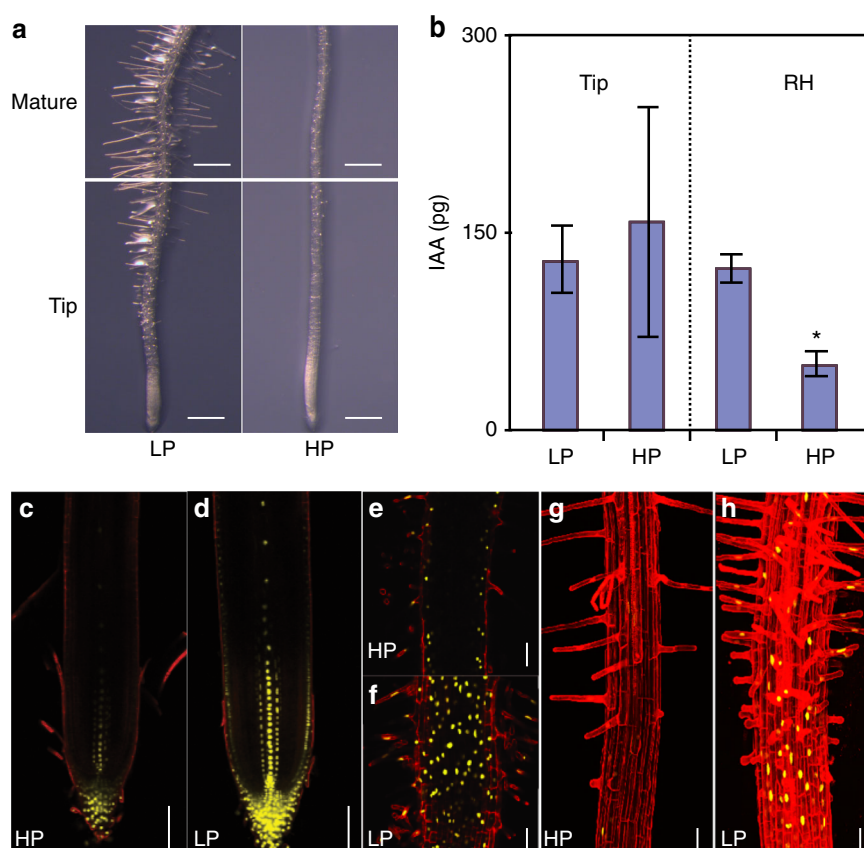 a
Mature
Tip
LP
HP
b
300
150
0
IAA (pg)
Tip
RH
*
LP
HP
LP
HP
c
HP
d
LP
e
HP
f
LP
g
HP
h
LP